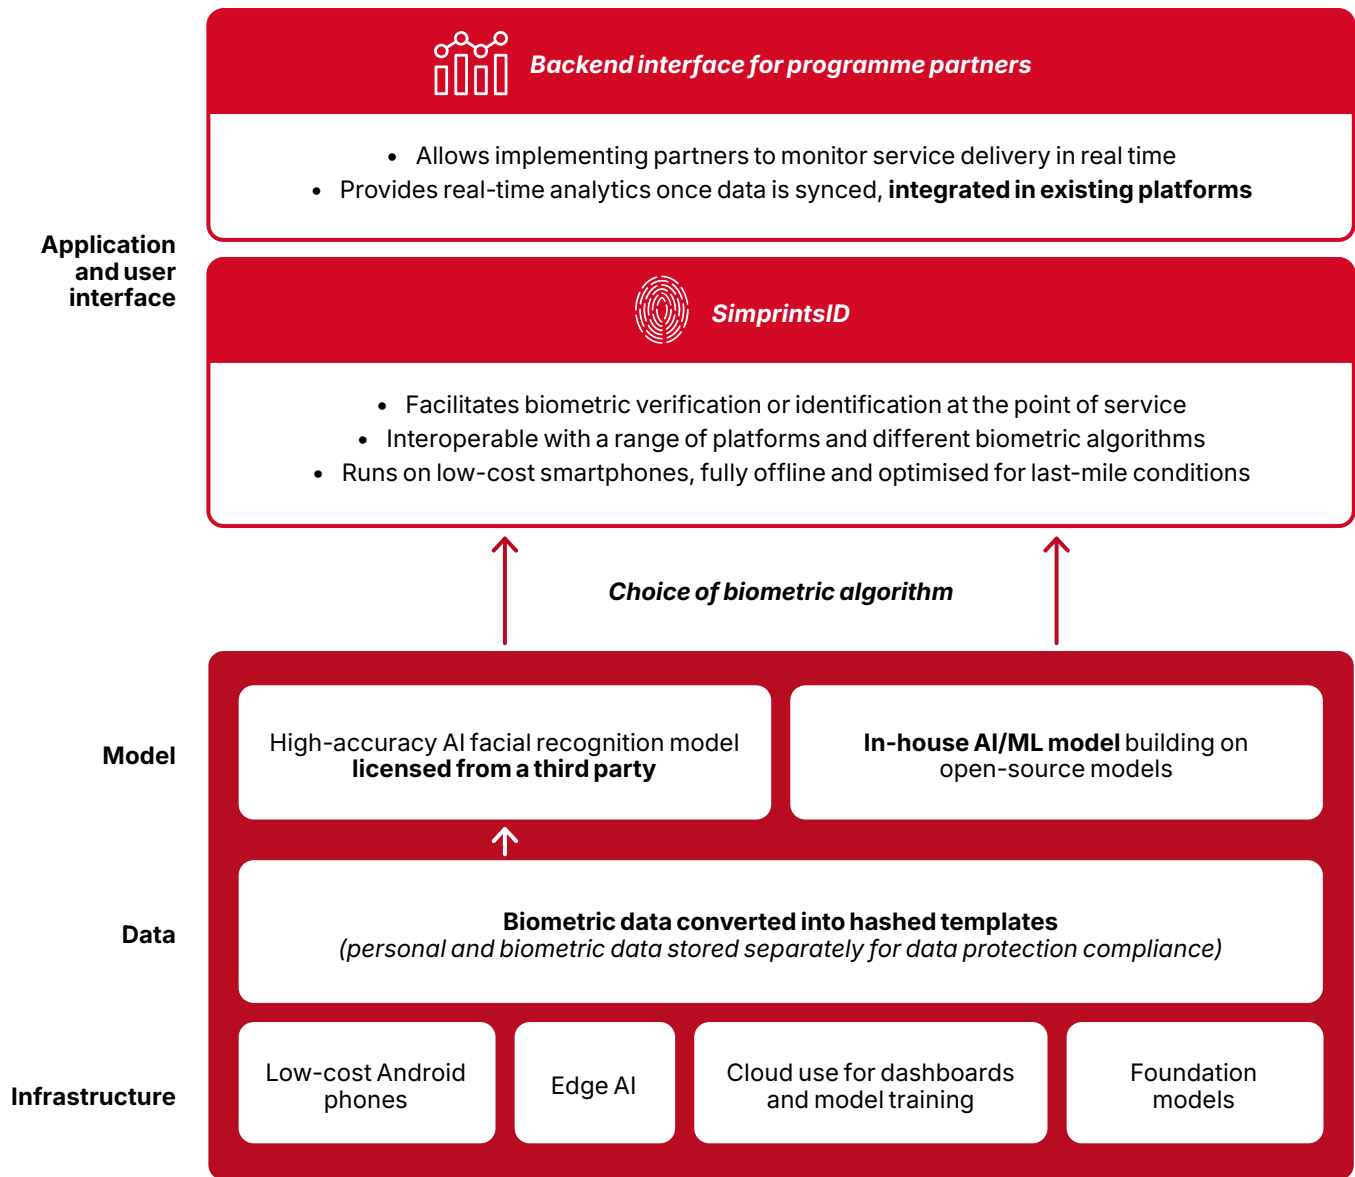 Backend interface for programme partners
• Allows implementing partners to monitor service delivery in real time
• Provides real-time analytics once data is synced, integrated in existing platforms
Application
and user
interface
SimprintsID
• Facilitates biometric verification or identification at the point of service
• Interoperable with a range of platforms and different biometric algorithms
• Runs on low-cost smartphones, fully offline and optimised for last-mile conditions
Choice of biometric algorithm
Model
High-accuracy AI facial recognition model
licensed from a third party
In-house AI/ML model building on
open-source models
Data
Biometric data converted into hashed templates
(personal and biometric data stored separately for data protection compliance)
Infrastructure
Low-cost Android
phones
Edge AI
Cloud use for dashboards
and model training
Foundation
models